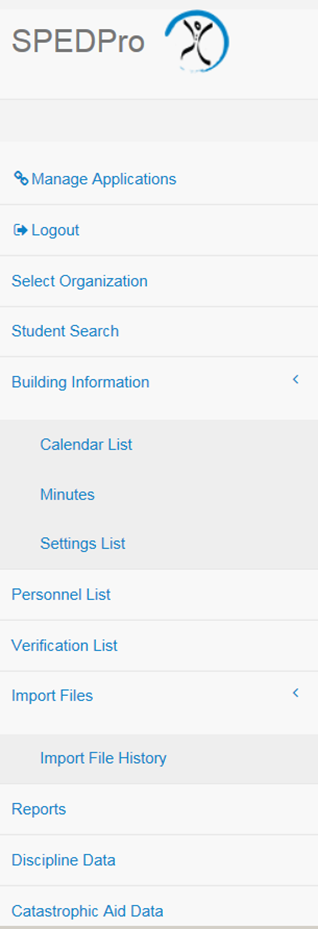 SPEDPro
Manage Applications
Logout
Select Organization
Student Search
Building Information
Calendar List
Minutes
Settings List
Personnel List
Verification List
Import Files
Import File History
Reports
Discipline Data
Catastrophic Aid Data